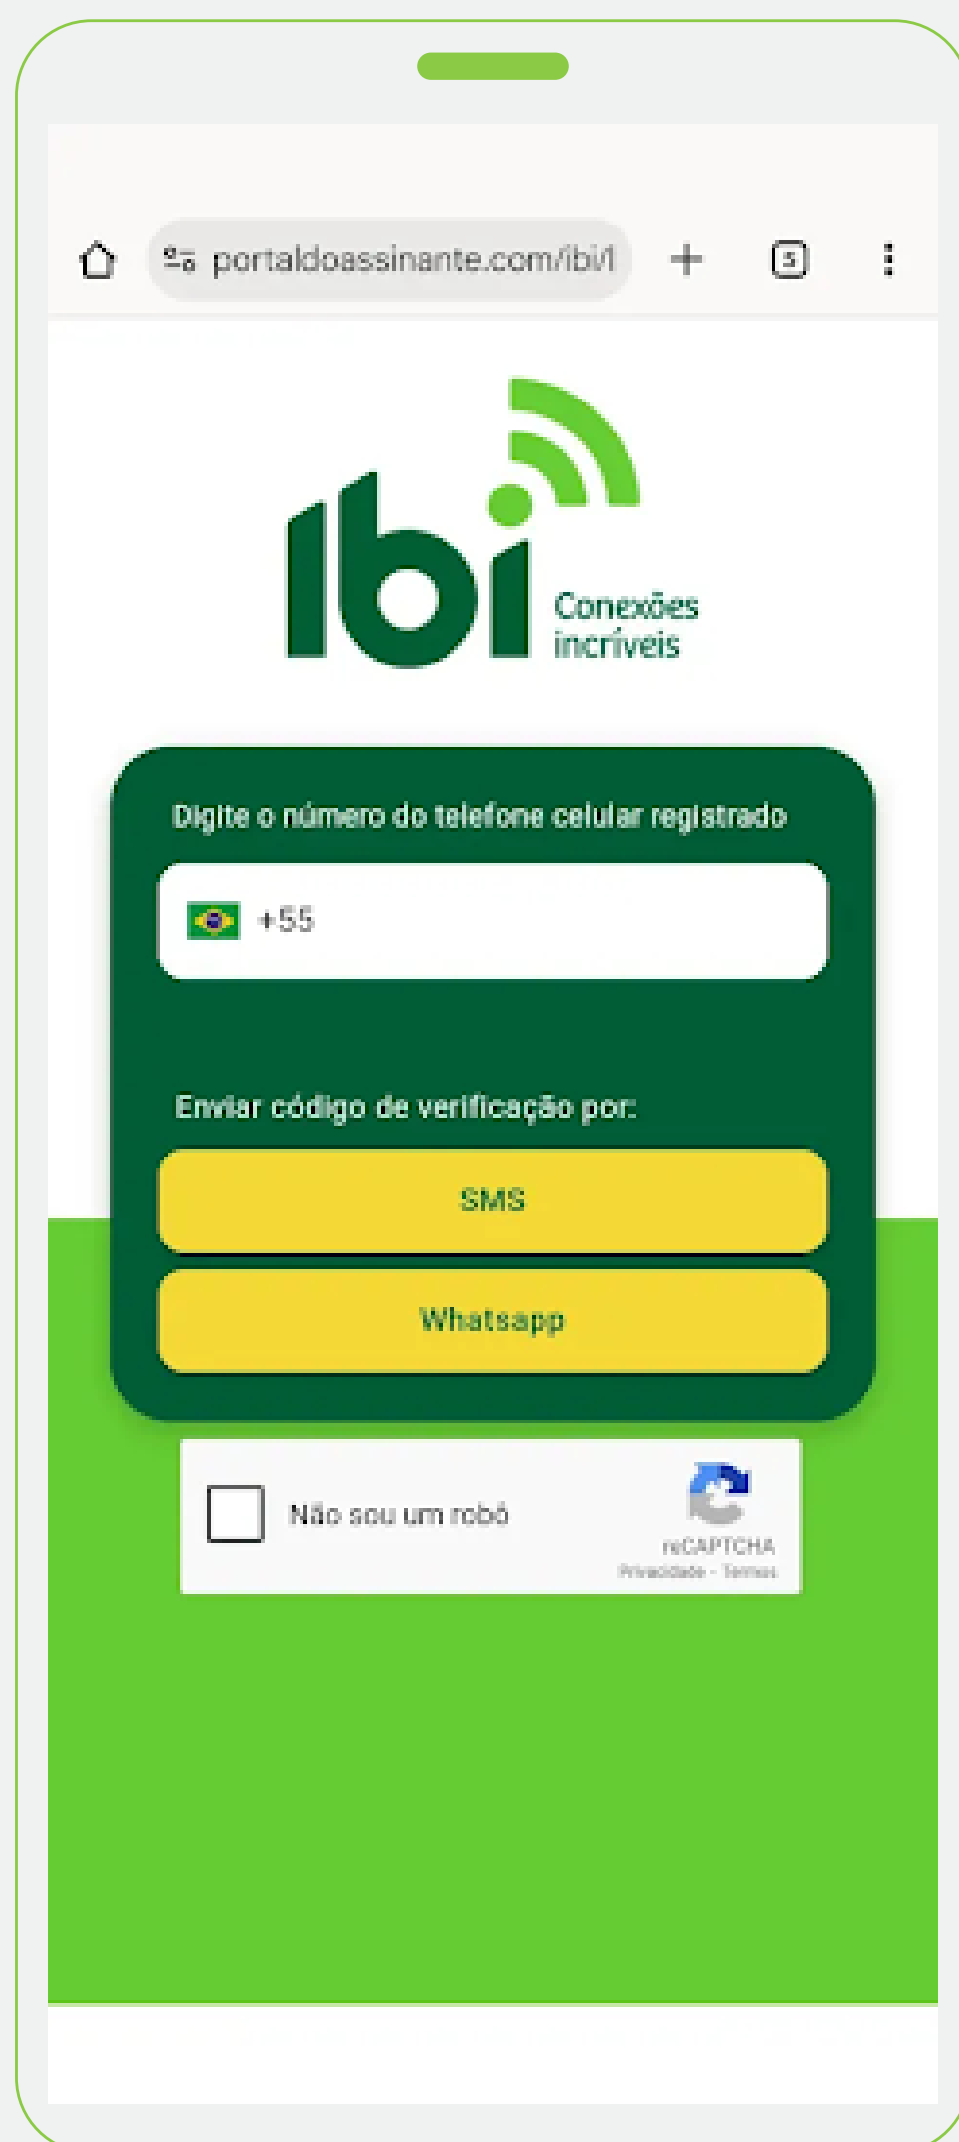 portaldoassinante.com/ibi/l
5
Ibi
Conexões
incríveis
Digite o número do telefone celular registrado
+55
Enviar código de verificação por:
SMS
Whatsapp
Não sou um robô
reCAPTCHA
Privacidade - Termos